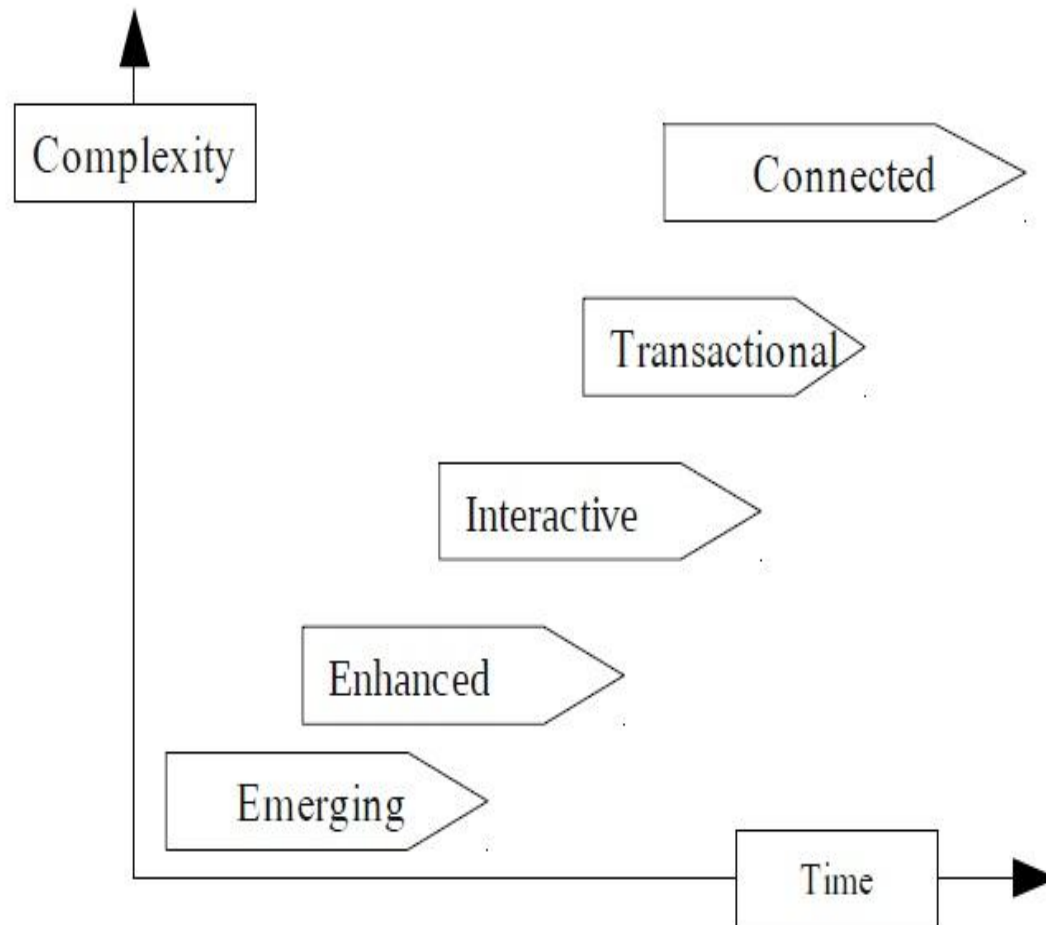 Complexity
Connected
Transactional
Interactive
Enhanced
Emerging
Time